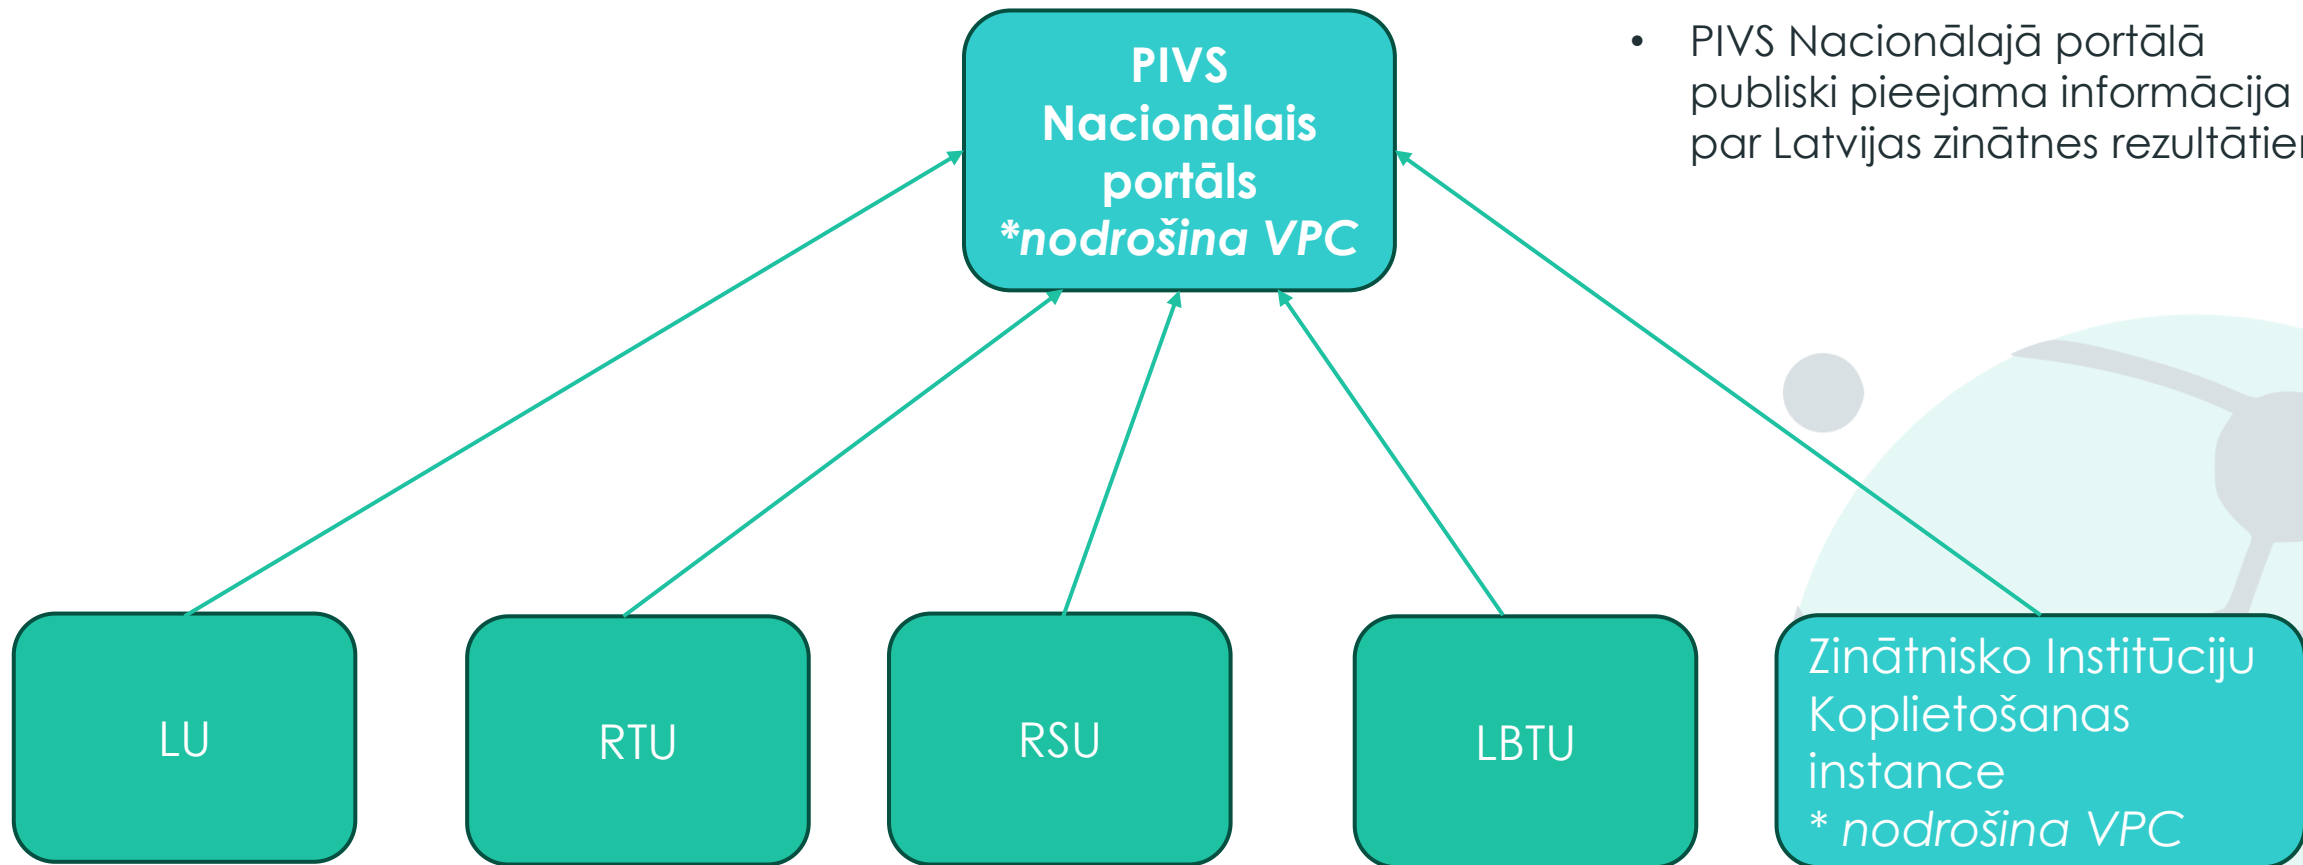 PIVS
Nacionālais
portāls
*nodrošina VPC
• PIVS Nacionālajā portālā
publiski pieejama informācija
par Latvijas zinātnes
LU
RTU
RSU
LBTU
Zinātnisko Institūciju
Koplietošanas
instance
* nodrošina VPC